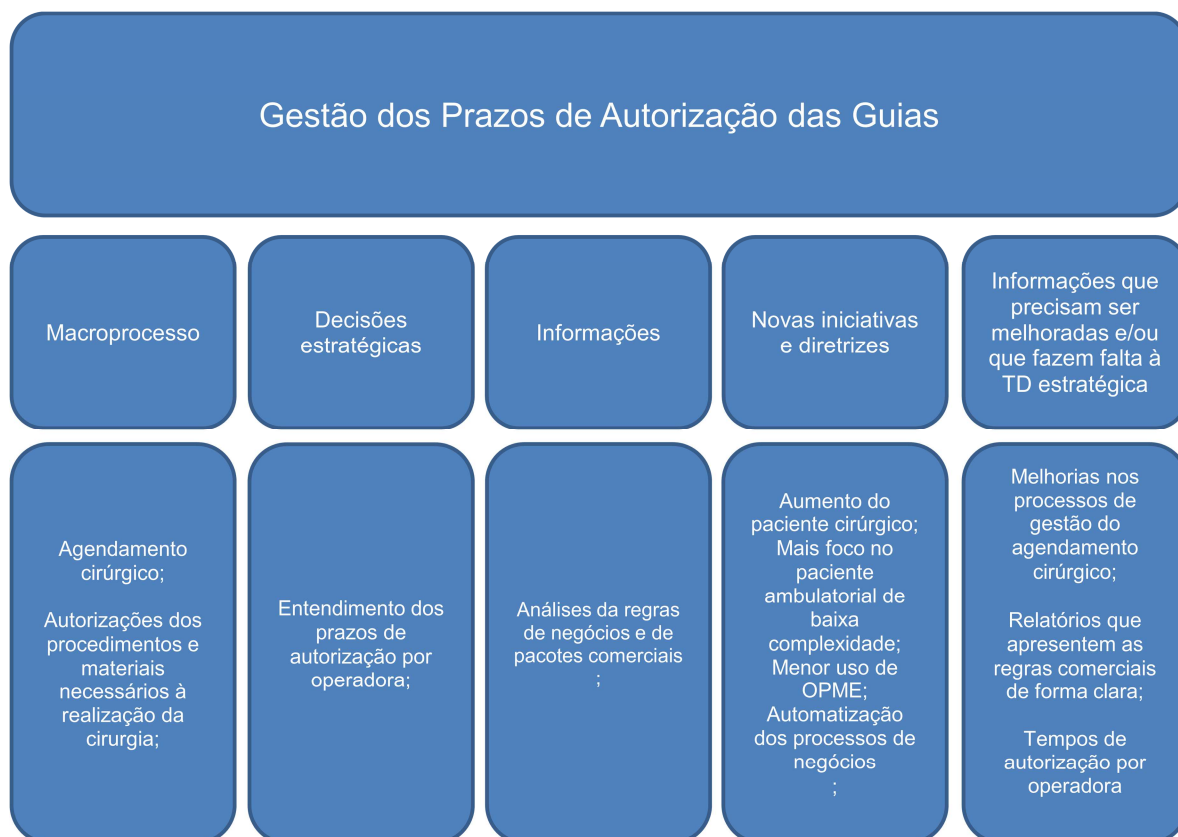 Gestão dos Prazos de Autorização das Guias
Macroprocesso
Decisões
estratégicas
Informações
Novas iniciativas
e diretrizes
Informações que
precisam ser
melhoradas e/ou
que fazem falta à
TD estratégica
Agendamento
cirúrgico;
Autorizações dos
procedimentos e
materiais
necessários à
realização da
cirurgia;
Entendimento dos
prazos de
autorização por
operadora;
Análises da regras
de negócios e de
pacotes comerciais
;
Aumento do
paciente cirúrgico;
Mais foco no
paciente
ambulatorial de
baixa
complexidade;
Menor uso de
OPME;
Automatização
dos processos de
negócios
;
Melhorias nos
processos de
gestão do
agendamento
cirúrgico;
Relatórios que
apresentem as
regras comerciais
de forma clara;
Tempos de
autorização por
operadora